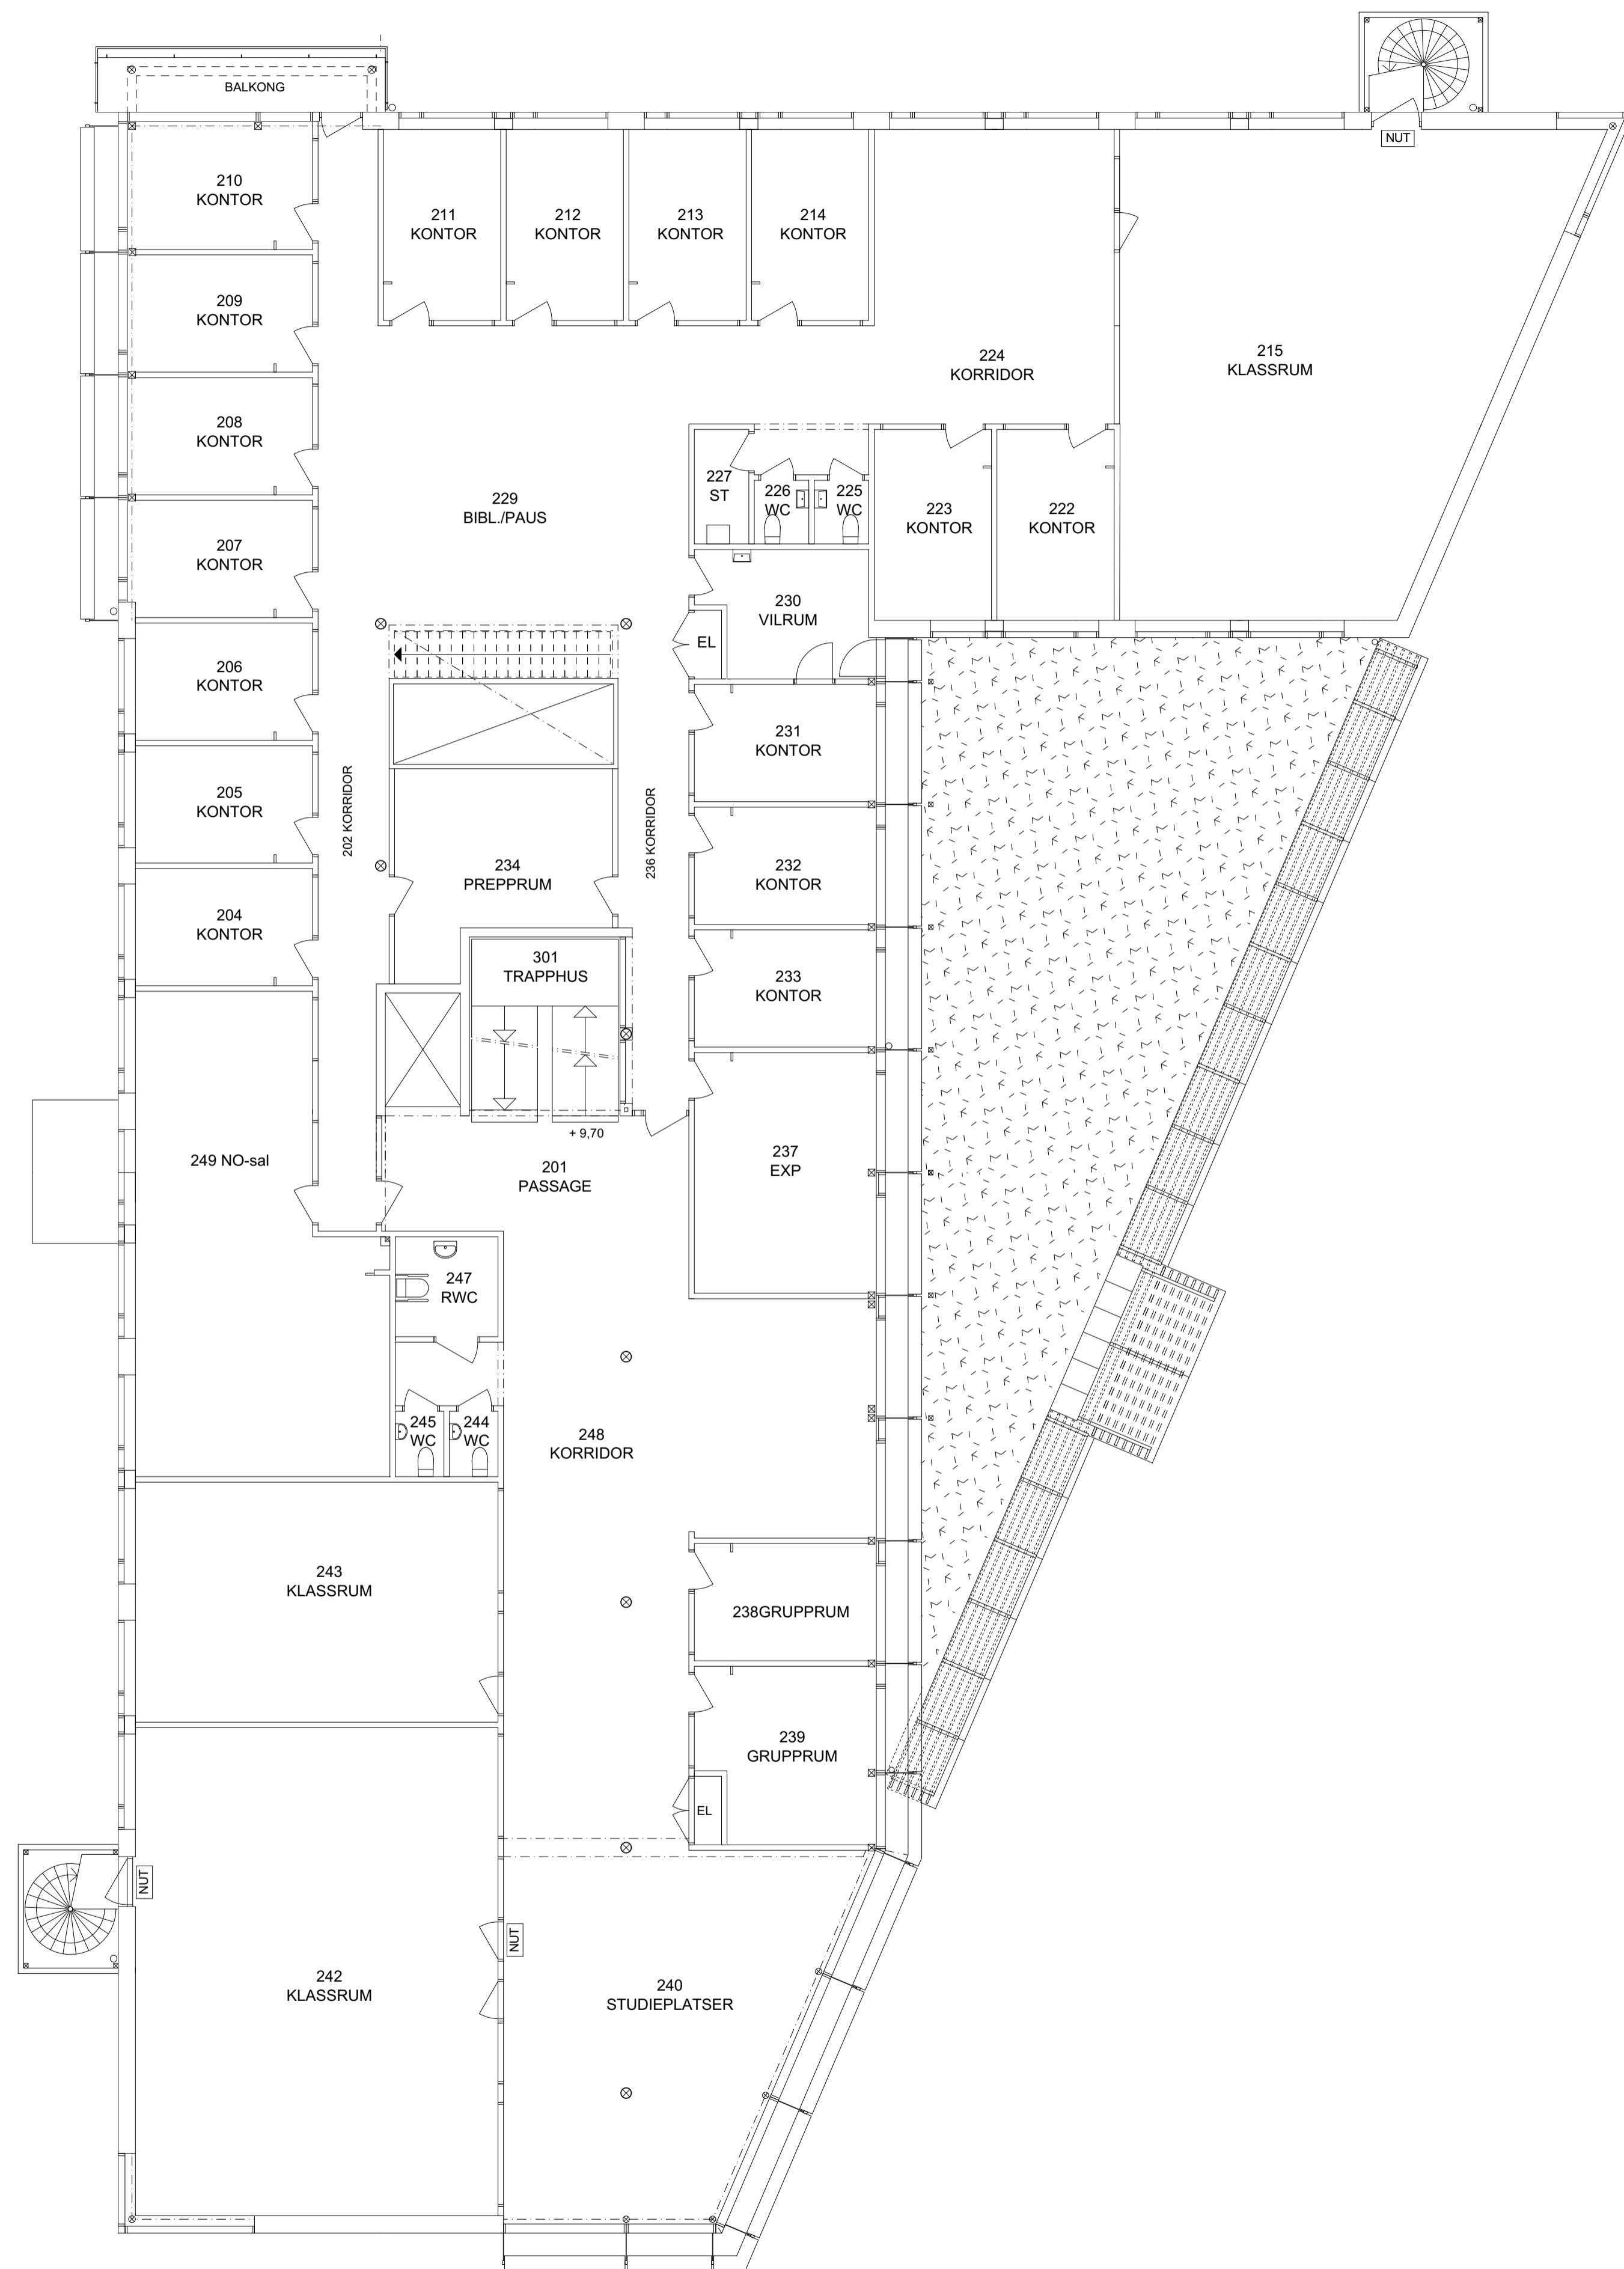 BALKONG
NUT
210
KONTOR
211
KONTOR
212
KONTOR
213
KONTOR
214
KONTOR
209
KONTOR
224
KORRIDOR
215
KLASSRUM
208
KONTOR
229
BIBL./PAUS
227
ST
226
WC
225
WC
223
KONTOR
222
KONTOR
207
KONTOR
230
VILRUM
EL
206
KONTOR
231
KONTOR
205
KONTOR
202 KORRIDOR
236 KORRIDOR
234
PREPPRUM
232
KONTOR
204
KONTOR
301
TRAPPHUS
233
KONTOR
+ 9,70
249 NO-sal
201
PASSAGE
237
EXP
247
RWC
245
WC
244
WC
248
KORRIDOR
243
KLASSRUM
238GRUPPRUM
239
GRUPPRUM
EL
NUT
NUT
242
KLASSRUM
240
STUDIEPLATSER